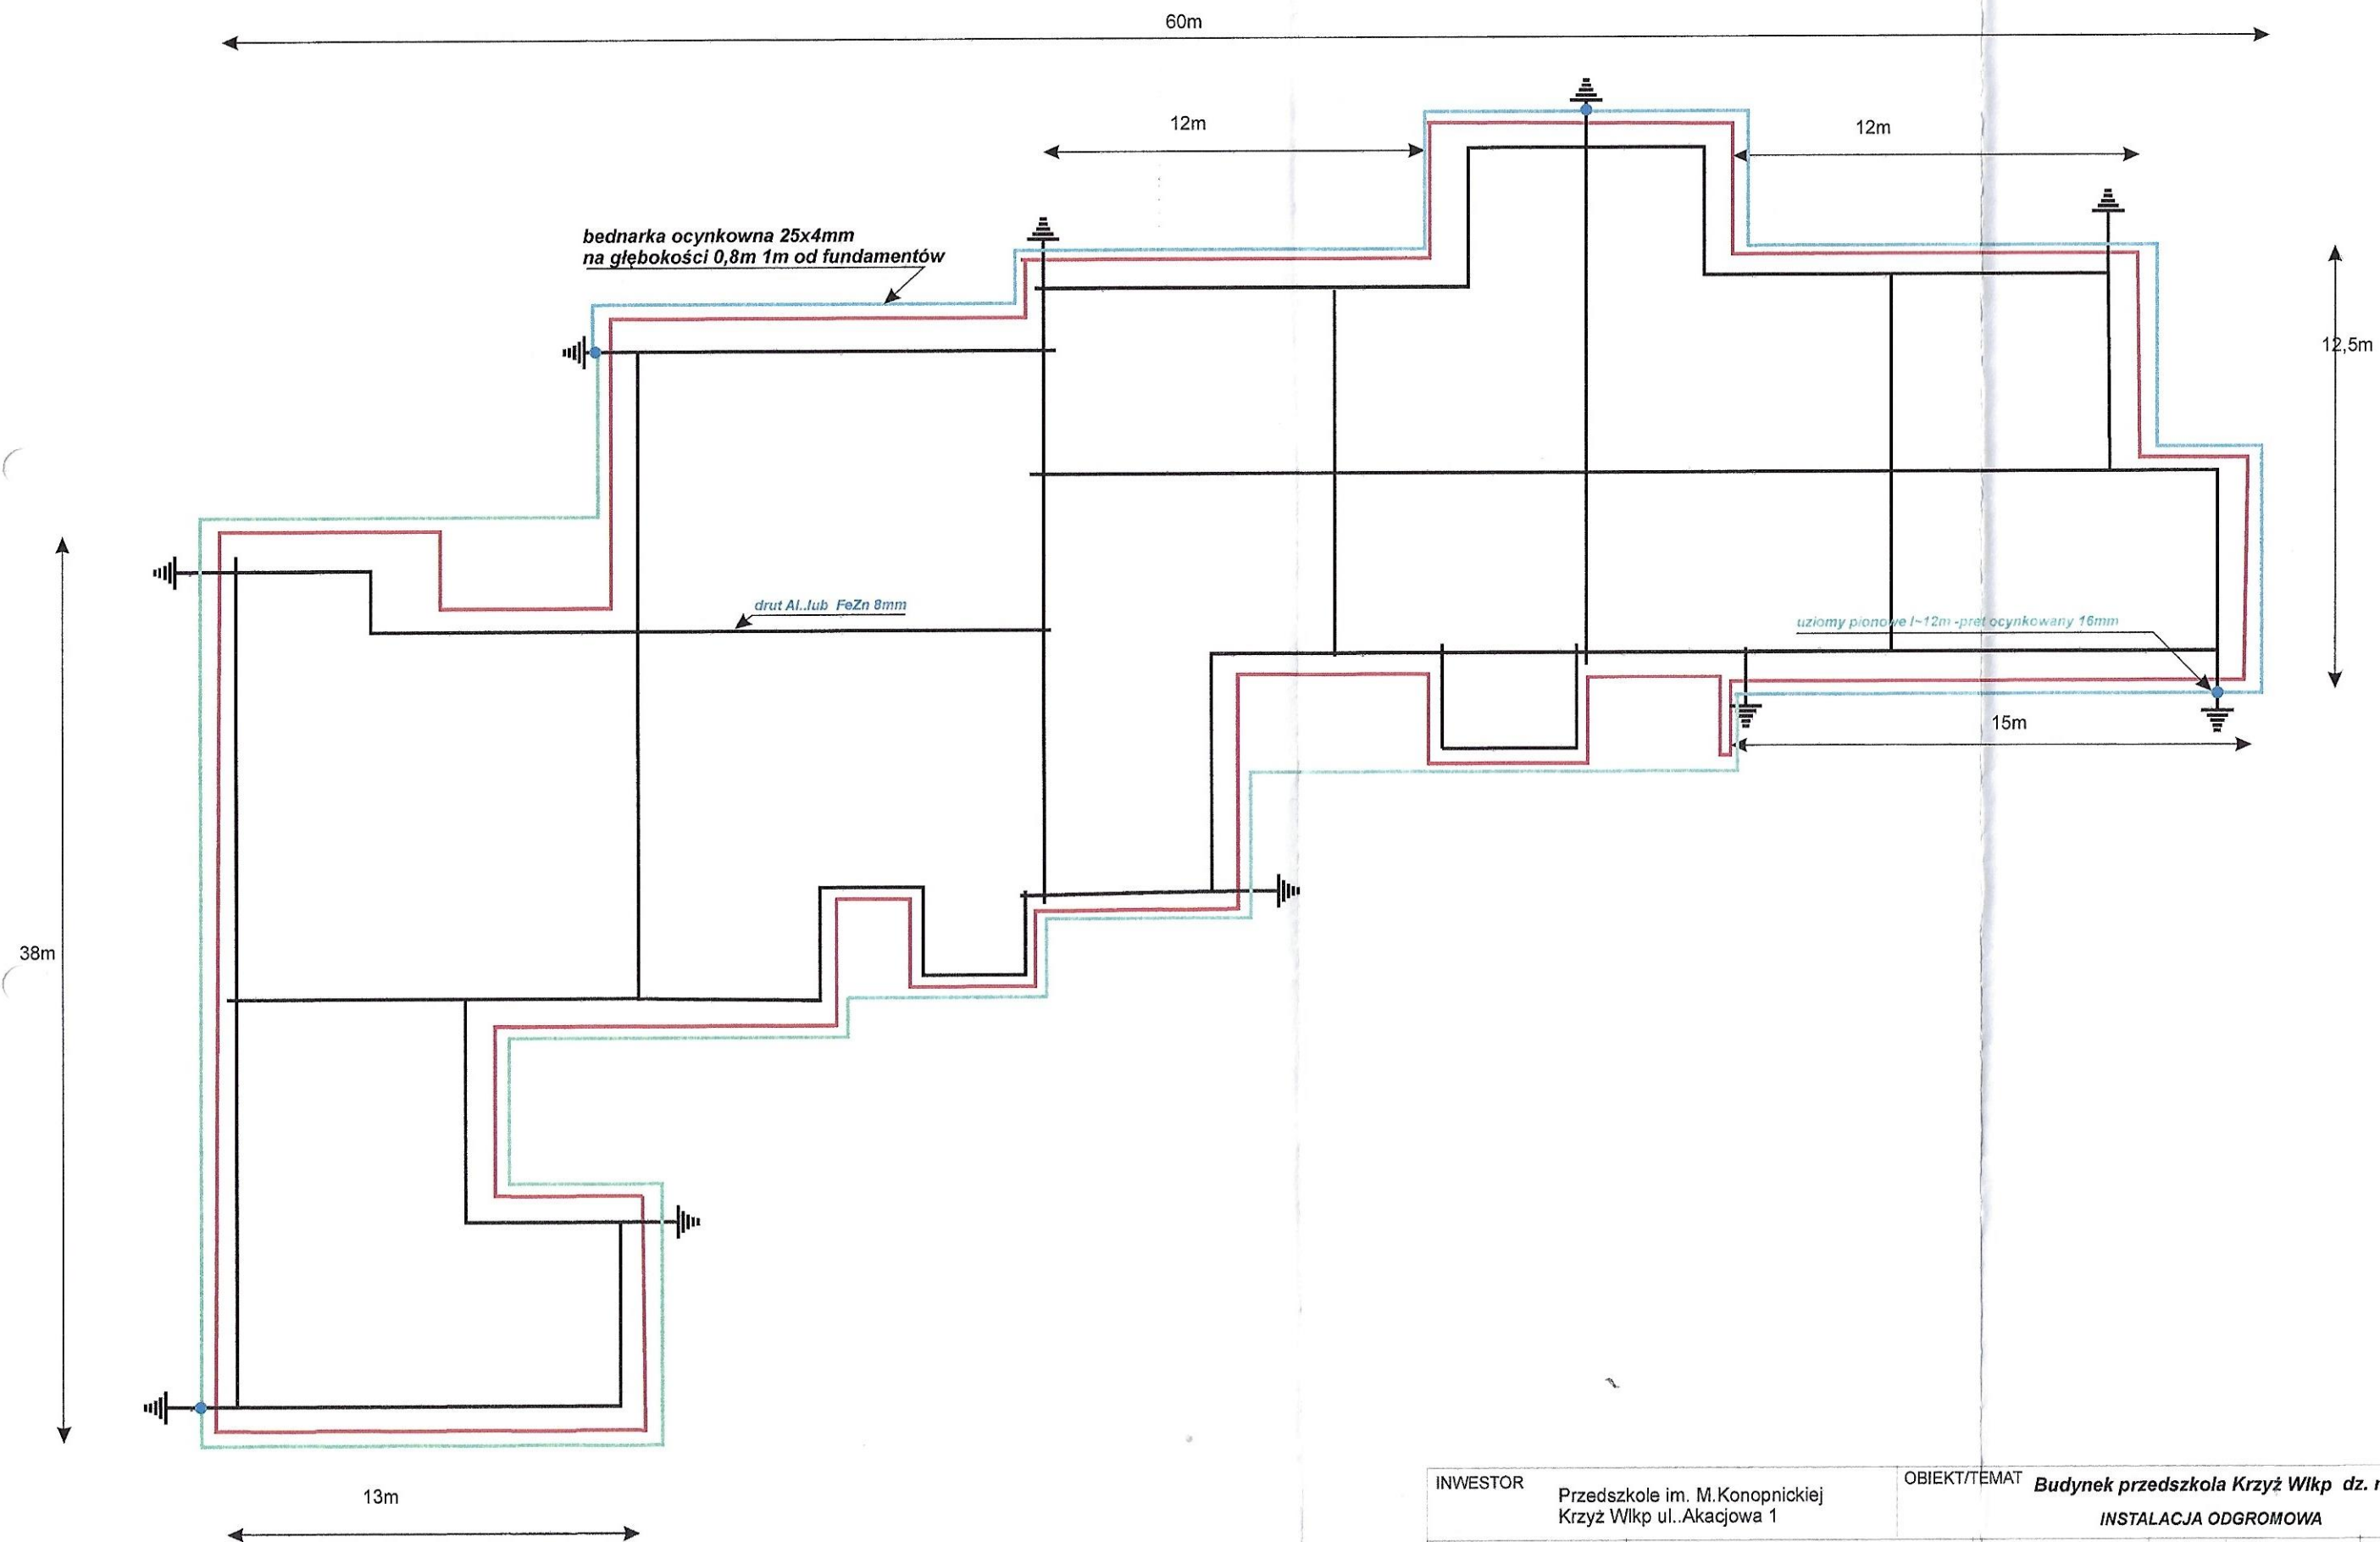 60m
12m
12m
bednarka ocynkowna 25x4mm
na głębokości 0,8m 1m od fundamentów
12,5m
drut Al..lub FeZn 8mm
uziomy pionowe l~12m -pret ocynkowany 16mm
15m
38m
13m
INWESTOR
Przedszkole im. M.Konopnickiej
Krzyż Wlkp ul..Akacjowa 1
OBIEKT/TEMAT
Budynek przedszkola Krzyż Wlkp dz.
INSTALACJA ODGROMOWA